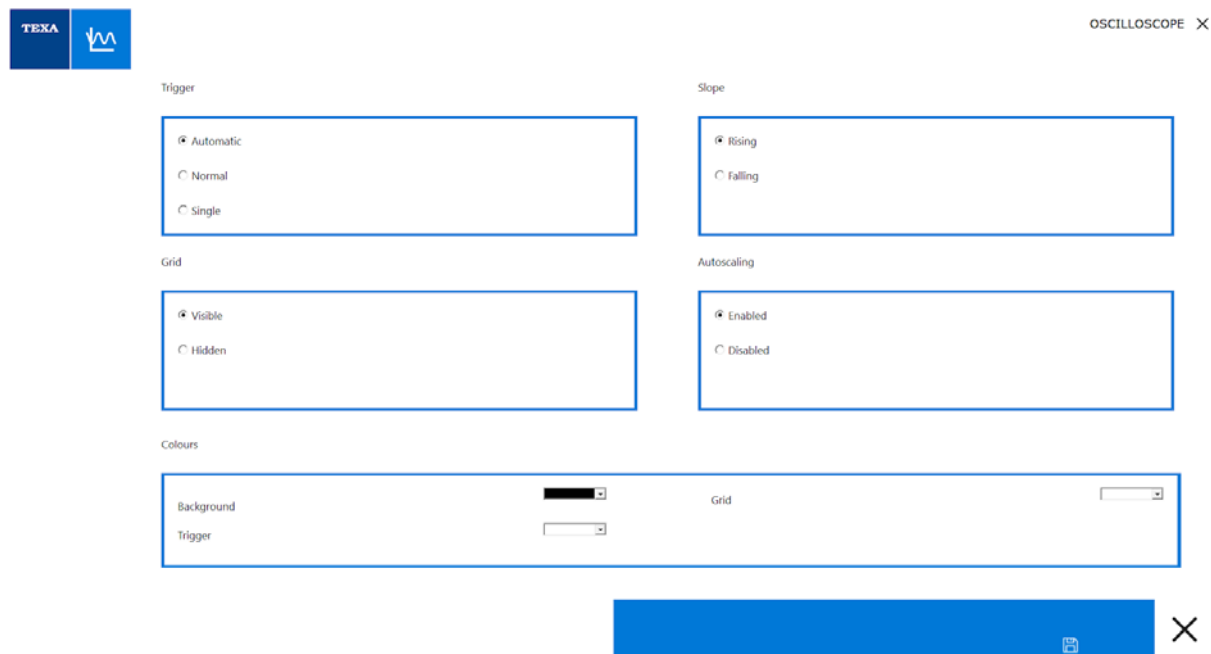 TEXA
OSCILLOSCOPE
Trigger
Slope
Automatic
Rising
Normal
Falling
Single
Grid
Autoscaling
Visible
Enabled
Hidden
Disabled
Colours
Background
Grid
Trigger